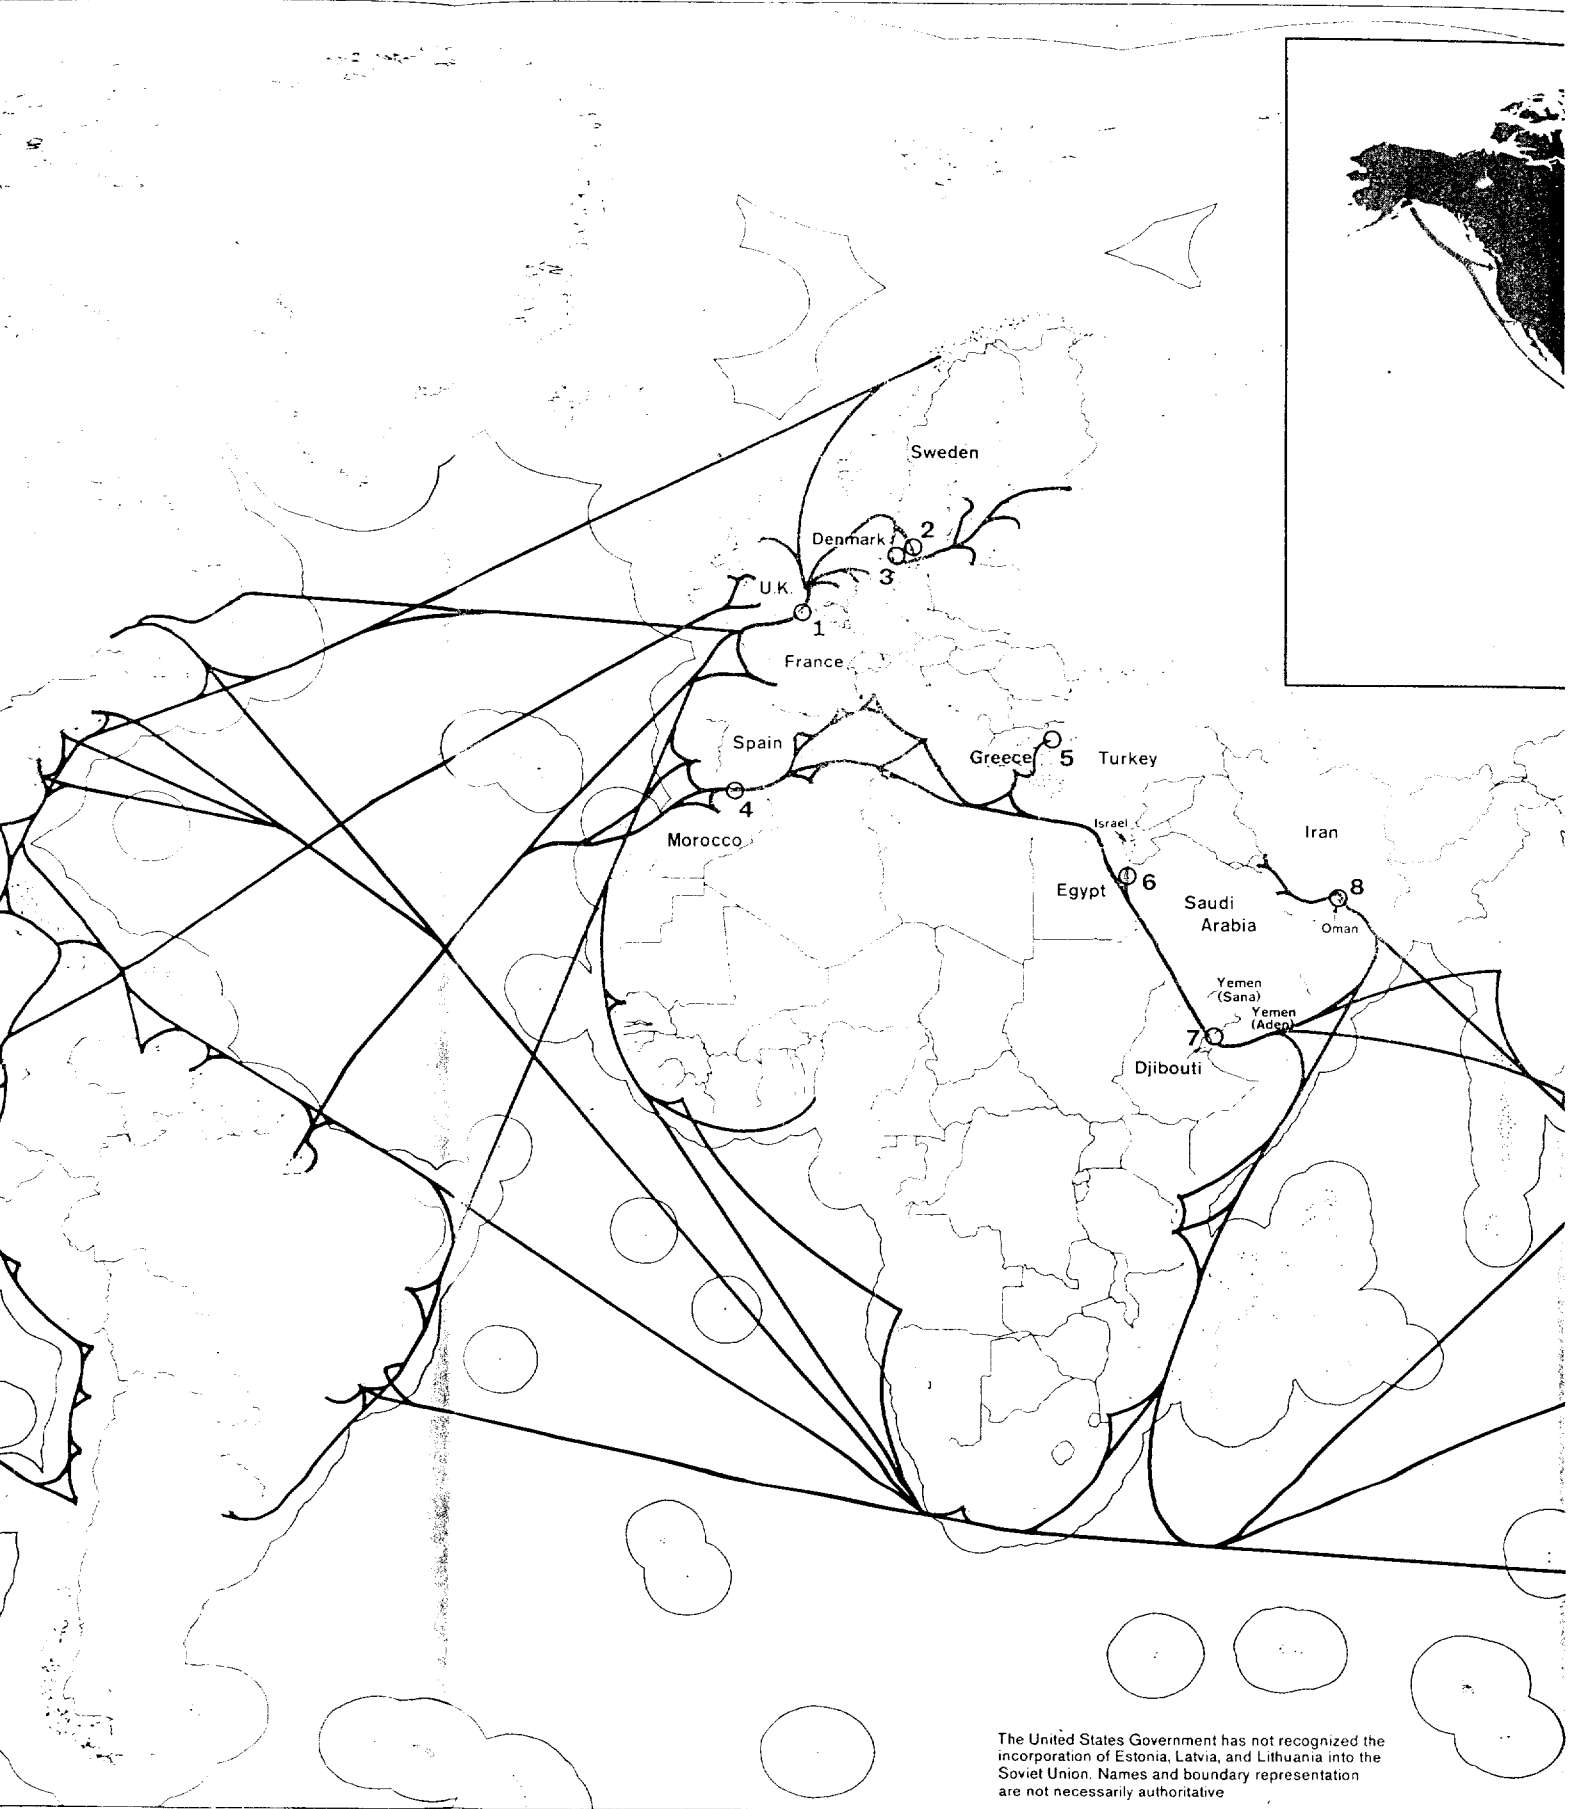 Sweden
2
Denmark
3
U.K.
1
France
Spain
Greece
5
Turkey
4
Morocco
Israel
Iran
Egypt
6
8
Saudi
Arabia
Oman
Yemen
(Sana)
Yemen
(Aden)
7
Djibouti
The United States Government has not recognized the
incorporation of Estonia, Latvia, and Lithuania into the
Soviet Union. Names and boundary representation
are not necessarily authoritative